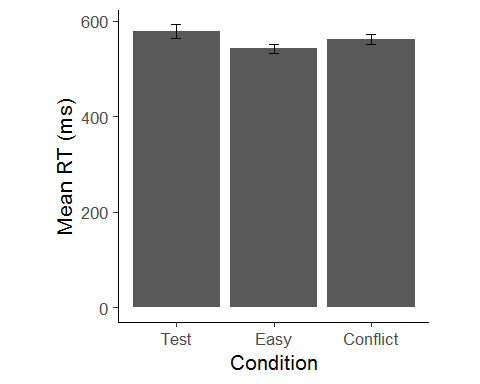 Mean RT (ms)
600
400
200
0
Test Easy Conflict
Condition